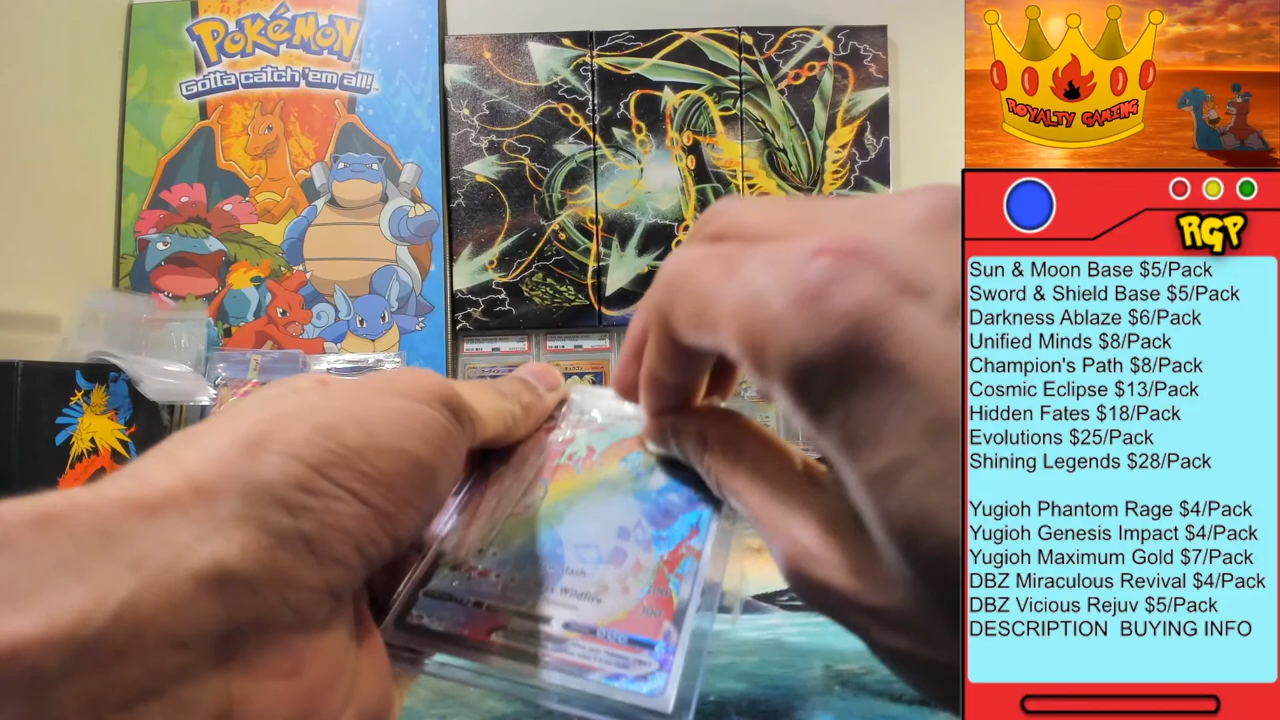 POKéMON
Gotta catch 'em all!
ROYALTY GAMING
RGP
Sun & Moon Base $5/Pack
Sword & Shield Base $5/Pack
Darkness Ablaze $6/Pack
Unified Minds $8/Pack
Champion's Path $8/Pack
Cosmic Eclipse $13/Pack
Hidden Fates $18/Pack
Evolutions $25/Pack
Shining Legends $28/Pack
Yugioh Phantom Rage $4/Pack
Yugioh Genesis Impact $4/Pack
Yugioh Maximum Gold $7/Pack
DBZ Miraculous Revival $4/Pack
DBZ Vicious Rejuv $5/Pack
DESCRIPTION BUYING INFO
Wildfire